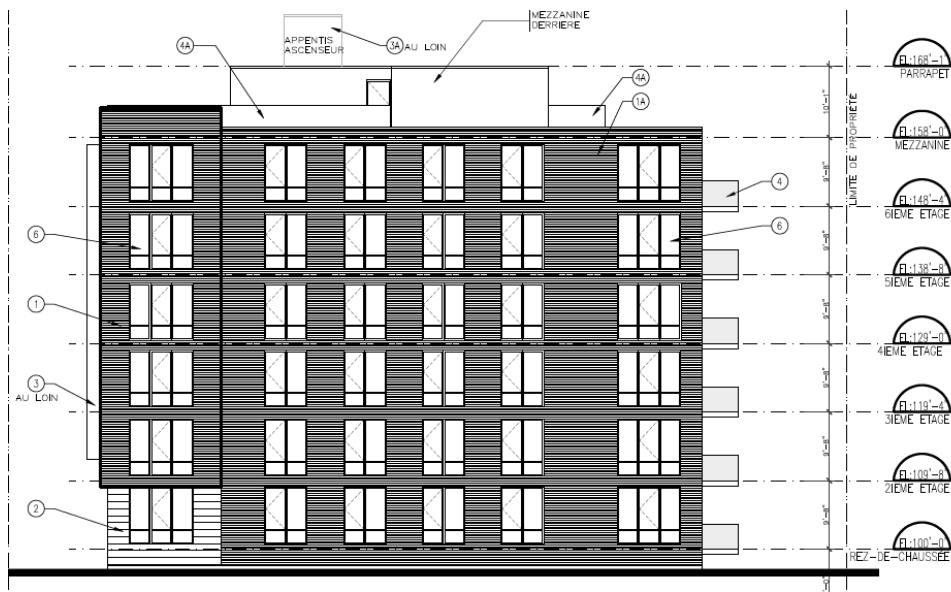 MEZZANINE
DERRIERE
APPENTIS
ASCENSEUR
4A
3A
AU LOIN
4A
1A
4
6
6
1
3
AU LOIN
2
LIMITE DE PROPRIÉTÉ
10'-1"
9'-8"
9'-8"
9'-8"
9'-8"
9'-8"
9'-8"
EL:168'-1
PARRAPET
EL:158'-0
MEZZANINE
EL:148'-4
6IEME ETAGE
EL:138'-8
5IEME ETAGE
EL:129'-0
4IEME ETAGE
EL:119'-4
3IEME ETAGE
EL:109'-8
2IEME ETAGE
EL:100'-0
REZ-DE-CHAUSSÉE